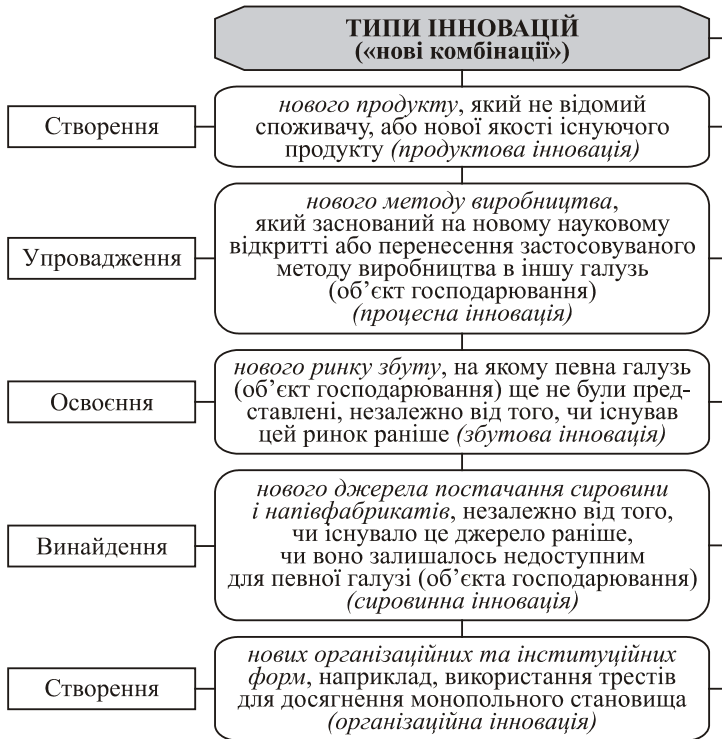 ТИПИ ІННОВАЦІЙ
(«нові комбінації»)
Створення
нового продукту, який не відомий
споживачу, або нової якості існуючого
продукту (продуктова інновація)
Упровадження
нового методу виробництва,
який заснований на новому науковому
відкритті або перенесення застосовуваного
методу виробництва в іншу галузь
(об’єкт господарювання)
(процесна інновація)
Освоєння
нового ринку збуту, на якому певна галузь
(об’єкт господарювання) ще не були пред-
ставлені, незалежно від того, чи існував
цей ринок раніше (збутова інновація)
Винайдення
нового джерела постачання сировини
і напівфабрикатів, незалежно від того,
чи існувало це джерело раніше,
чи воно залишалось недоступним
для певної галузі (об’єкта господарювання)
(сировинна інновація)
Створення
нових організаційних та інституційних
форм, наприклад, використання трестів
для досягнення монопольного становища
(організаційна інновація)